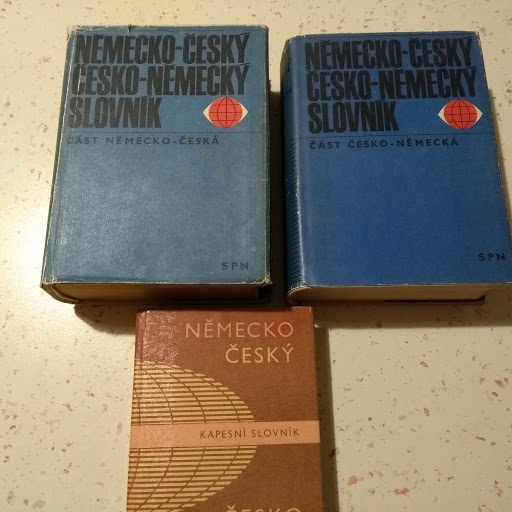 NĚMECKO-ČESKÝ
ČESKO-NĚMECKÝ
SLOVNÍK
ČÁST NĚMECKO-ČESKÁ
SPN
NĚMECKO-ČESKÝ
ČESKO-NĚMECKÝ
SLOVNÍK
ČÁST ČESKO-NĚMECKÁ
SPN
NĚMECKO
ČESKÝ
KAPESNÍ SLOVNÍK
ČESKO